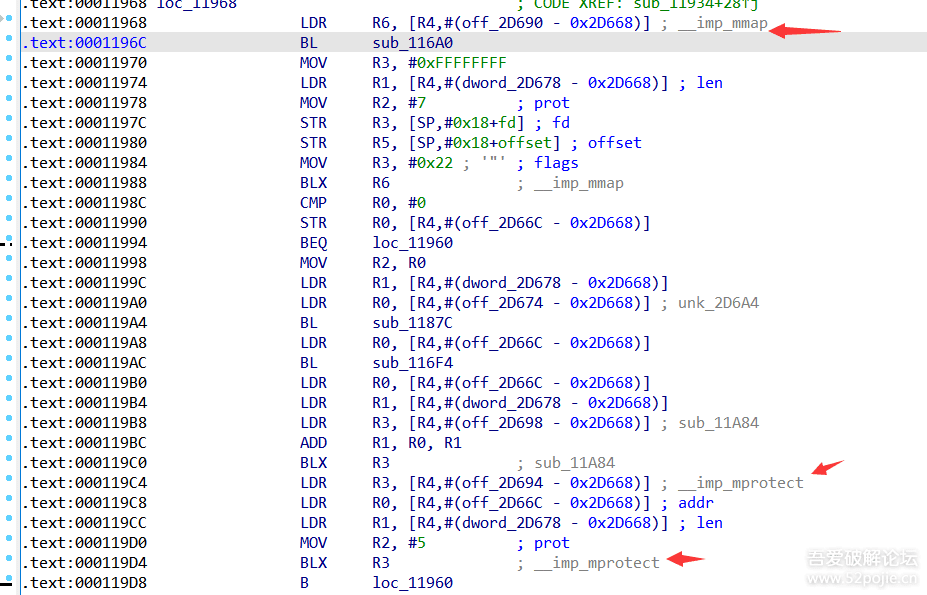 .text:00011968 loc_11968 ; CODE XREF: sub_11934+28↑j
.text:00011968 LDR R6, [R4,#(off_2D690 - 0x2D668)] ; __imp_mmap
.text:0001196C BL sub_116A0
.text:00011970 MOV R3, #0xFFFFFFFF
.text:00011974 LDR R1, [R4,#(dword_2D678 - 0x2D668)] ; len
.text:00011978 MOV R2, #7 ; prot
.text:0001197C STR R3, [SP,#0x18+fd] ; fd
.text:00011980 STR R5, [SP,#0x18+offset] ; offset
.text:00011984 MOV R3, #0x22 ; '"' ; flags
.text:00011988 BLX R6 ; __imp_mmap
.text:0001198C CMP R0, #0
.text:00011990 STR R0, [R4,#(off_2D66C - 0x2D668)]
.text:00011994 BEQ loc_11960
.text:00011998 MOV R2, R0
.text:0001199C LDR R1, [R4,#(dword_2D678 - 0x2D668)]
.text:000119A0 LDR R0, [R4,#(off_2D674 - 0x2D668)] ; unk_2D6A4
.text:000119A4 BL sub_1187C
.text:000119A8 LDR R0, [R4,#(off_2D66C - 0x2D668)]
.text:000119AC BL sub_116F4
.text:000119B0 LDR R0, [R4,#(off_2D66C - 0x2D668)]
.text:000119B4 LDR R1, [R4,#(dword_2D678 - 0x2D668)]
.text:000119B8 LDR R3, [R4,#(off_2D698 - 0x2D668)] ; sub_11A84
.text:000119BC ADD R1, R0, R1
.text:000119C0 BLX R3 ; sub_11A84
.text:000119C4 LDR R3, [R4,#(off_2D694 - 0x2D668)] ; __imp_mprotect
.text:000119C8 LDR R0, [R4,#(off_2D66C - 0x2D668)] ; addr
.text:000119CC LDR R1, [R4,#(dword_2D678 - 0x2D668)] ; len
.text:000119D0 MOV R2, #5 ; prot
.text:000119D4 BLX R3 ; __imp_mprotect
.text:000119D8 B loc_11960
吾爱破解论坛
www.52pojie.cn